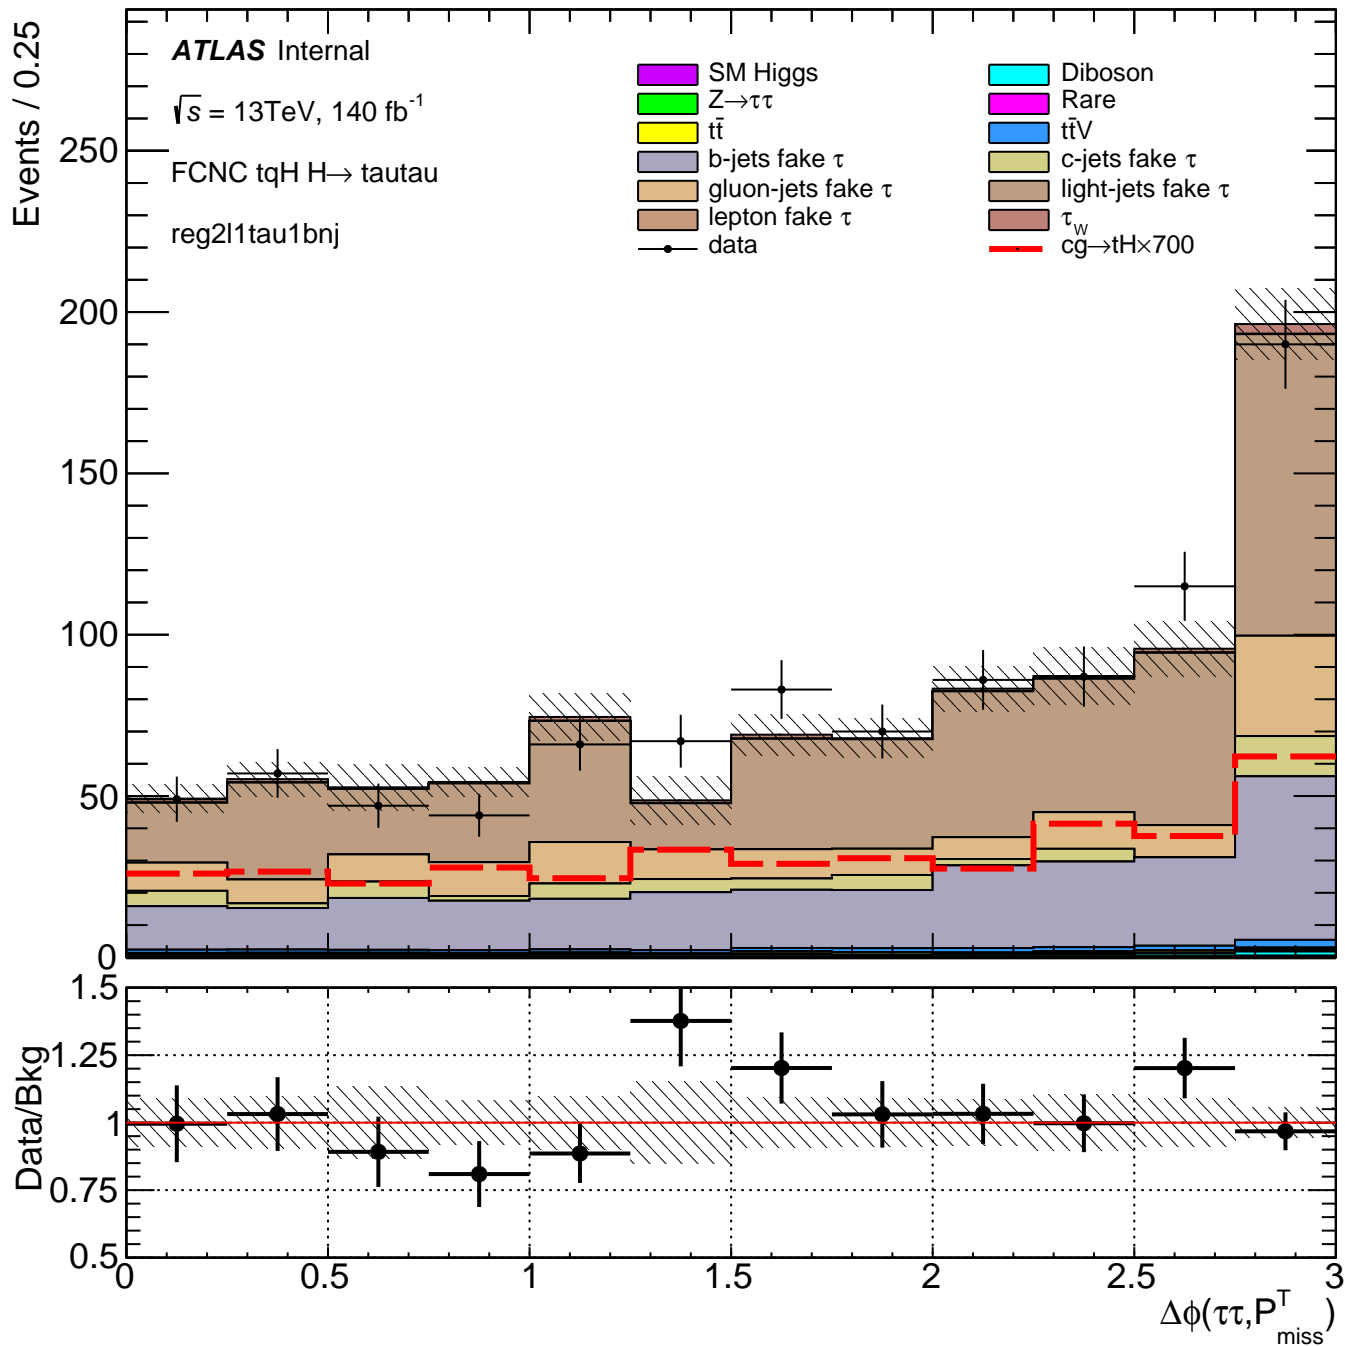 Events / 0.25
ATLAS Internal
√s = 13TeV, 140 fb⁻¹
FCNC tqH H→ tautau
reg2l1tau1bnj
SM Higgs
Z→ττ
tt̄
b-jets fake τ
gluon-jets fake τ
lepton fake τ
data
Diboson
Rare
tt̄V
c-jets fake τ
light-jets fake τ
τ_W
cg→tH×700
250
200
150
100
50
0
Data/Bkg
1.5
1.25
1
0.75
0.5
0 0.5 1 1.5 2 2.5 3
Δϕ(ττ,P^T_miss)